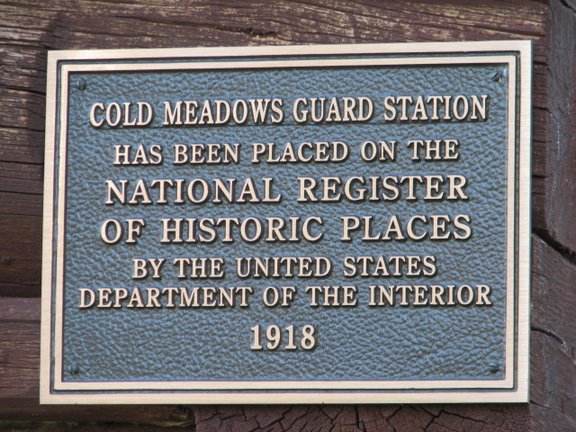 COLD MEADOWS GUARD STATION
HAS BEEN PLACED ON THE
NATIONAL REGISTER
OF HISTORIC PLACES
BY THE UNITED STATES
DEPARTMENT OF THE INTERIOR
1918